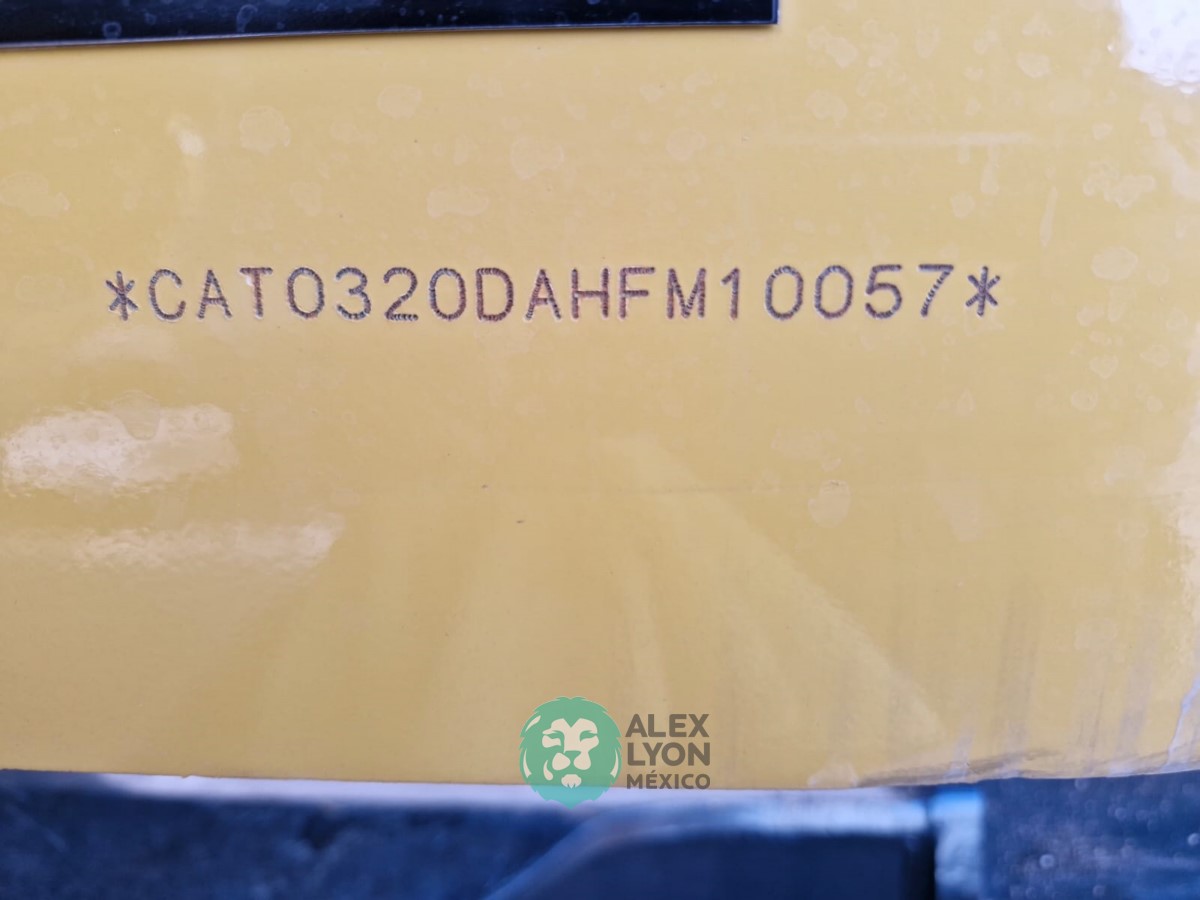 *CAT0320DAHFM10057*
ALEX
LYON
MÉXICO